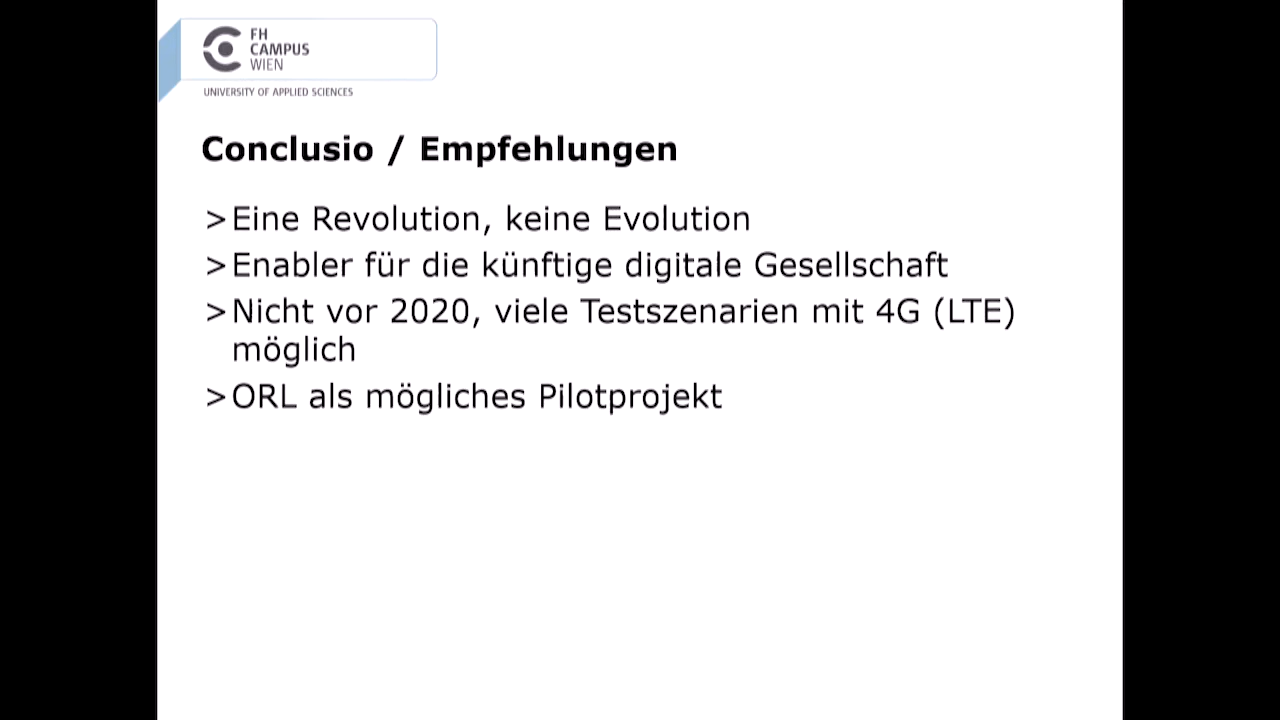 FH
CAMPUS
WIEN
UNIVERSITY OF APPLIED SCIENCES
Conclusio / Empfehlungen
>Eine Revolution, keine Evolution
>Enabler für die künftige digitale Gesellschaft
>Nicht vor 2020, viele Testszenarien mit 4G (LTE)
möglich
>ORL als mögliches Pilotprojekt